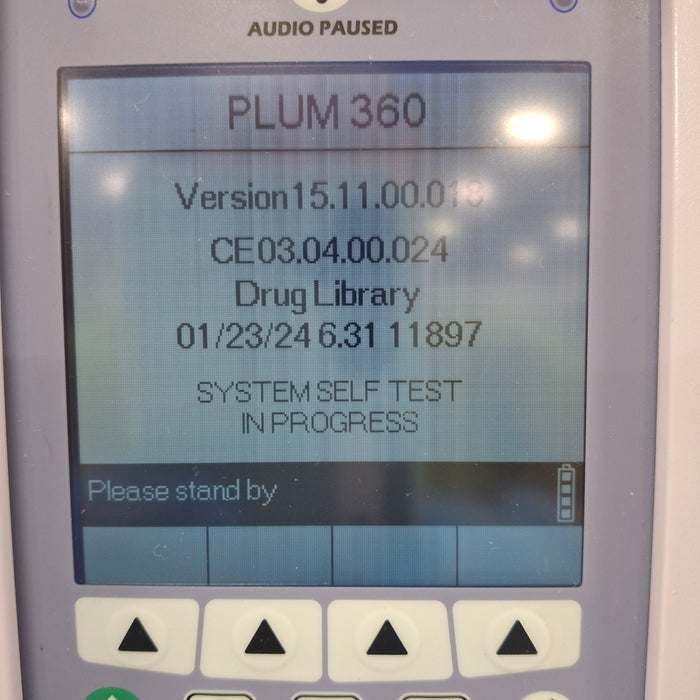 AUDIO PAUSED
PLUM 360
Version 15.11.00.018
CE 03.04.00.024
Drug Library
01/23/24 6.31 11897
SYSTEM SELF TEST
IN PROGRESS
Please stand by